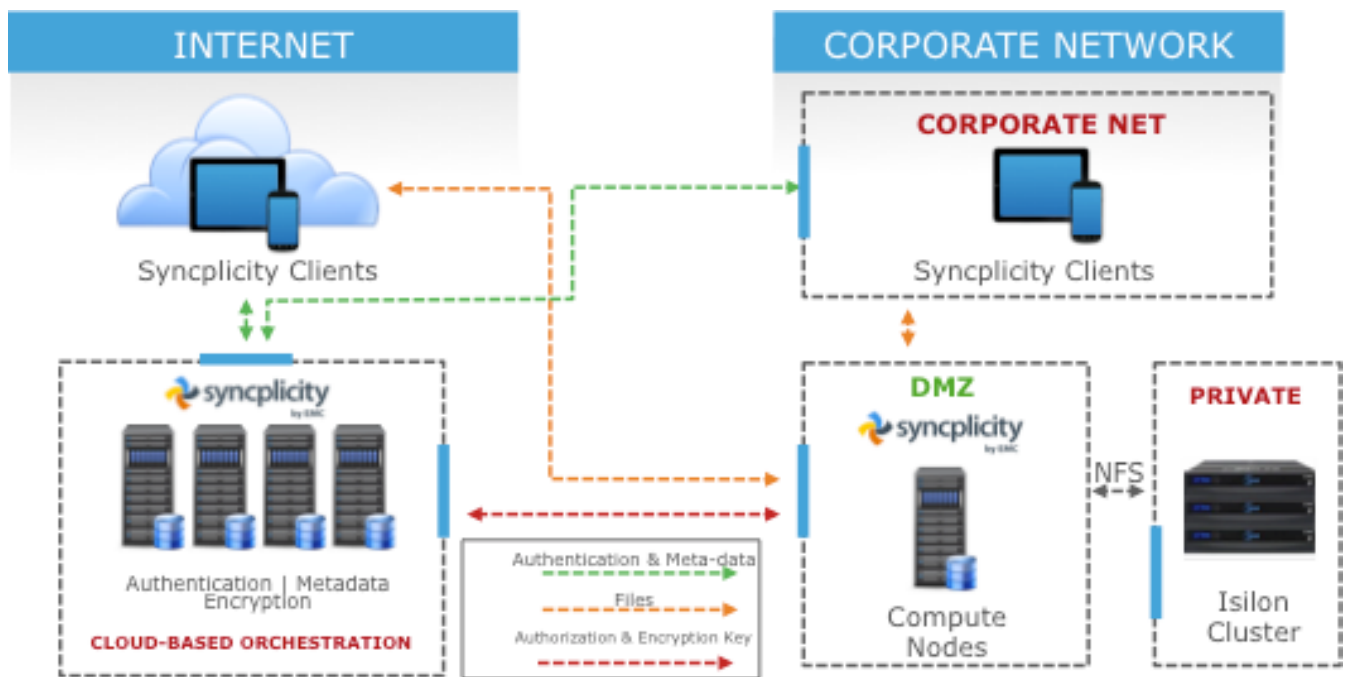 INTERNET
CORPORATE NETWORK
CORPORATE NET
Syncplicity Clients
Syncplicity Clients
syncplicity
by EMC
Authentication | Metadata
Encryption
CLOUD-BASED ORCHESTRATION
Authentication & Meta-data
Files
Authorization & Encryption Key
DMZ
syncplicity
by EMC
Compute
Nodes
NFS
PRIVATE
Isilon
Cluster